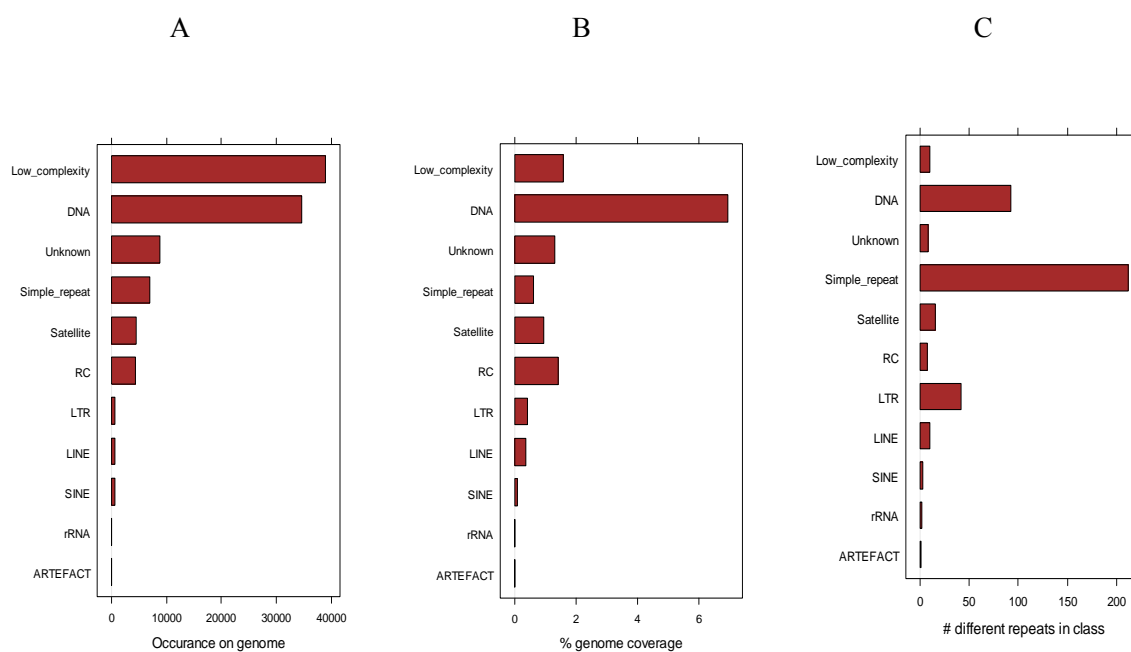 A
B
C
Low_complexity
DNA
Unknown
Simple_repeat
Satellite
RC
LTR
LINE
SINE
rRNA
ARTEFACT
0 10000 20000 30000 40000
Occurance on genome
Low_complexity
DNA
Unknown
Simple_repeat
Satellite
RC
LTR
LINE
SINE
rRNA
ARTEFACT
0 2 4 6
% genome coverage
Low_complexity
DNA
Unknown
Simple_repeat
Satellite
RC
LTR
LINE
SINE
rRNA
ARTEFACT
0 50 100 150 200
# different repeats in class